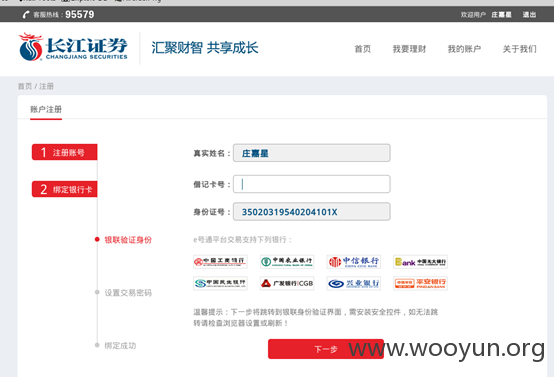 客服热线：95579
欢迎用户 庄嘉星 退出
长江证券
CHANGJIANG SECURITIES
汇聚财智 共享成长
首页 我要理财 我的账户 关于我们
首页 / 注册
账户注册
1 注册账号
真实姓名： 庄嘉星
2 绑定银行卡
借记卡号：
身份证号： 35020319540204101X
银联验证身份
e号通平台交易支持下列银行：
中国工商银行 中国农业银行 中信银行 Bank 中国光大银行
设置交易密码
中国民生银行 广发银行|CGB 兴业银行 平安银行
温馨提示：下一步将跳转到银联身份验证界面，需安装安全控件，如无法跳
转请检查浏览器设置或刷新！
绑定成功
下一步
www.wooyun.org